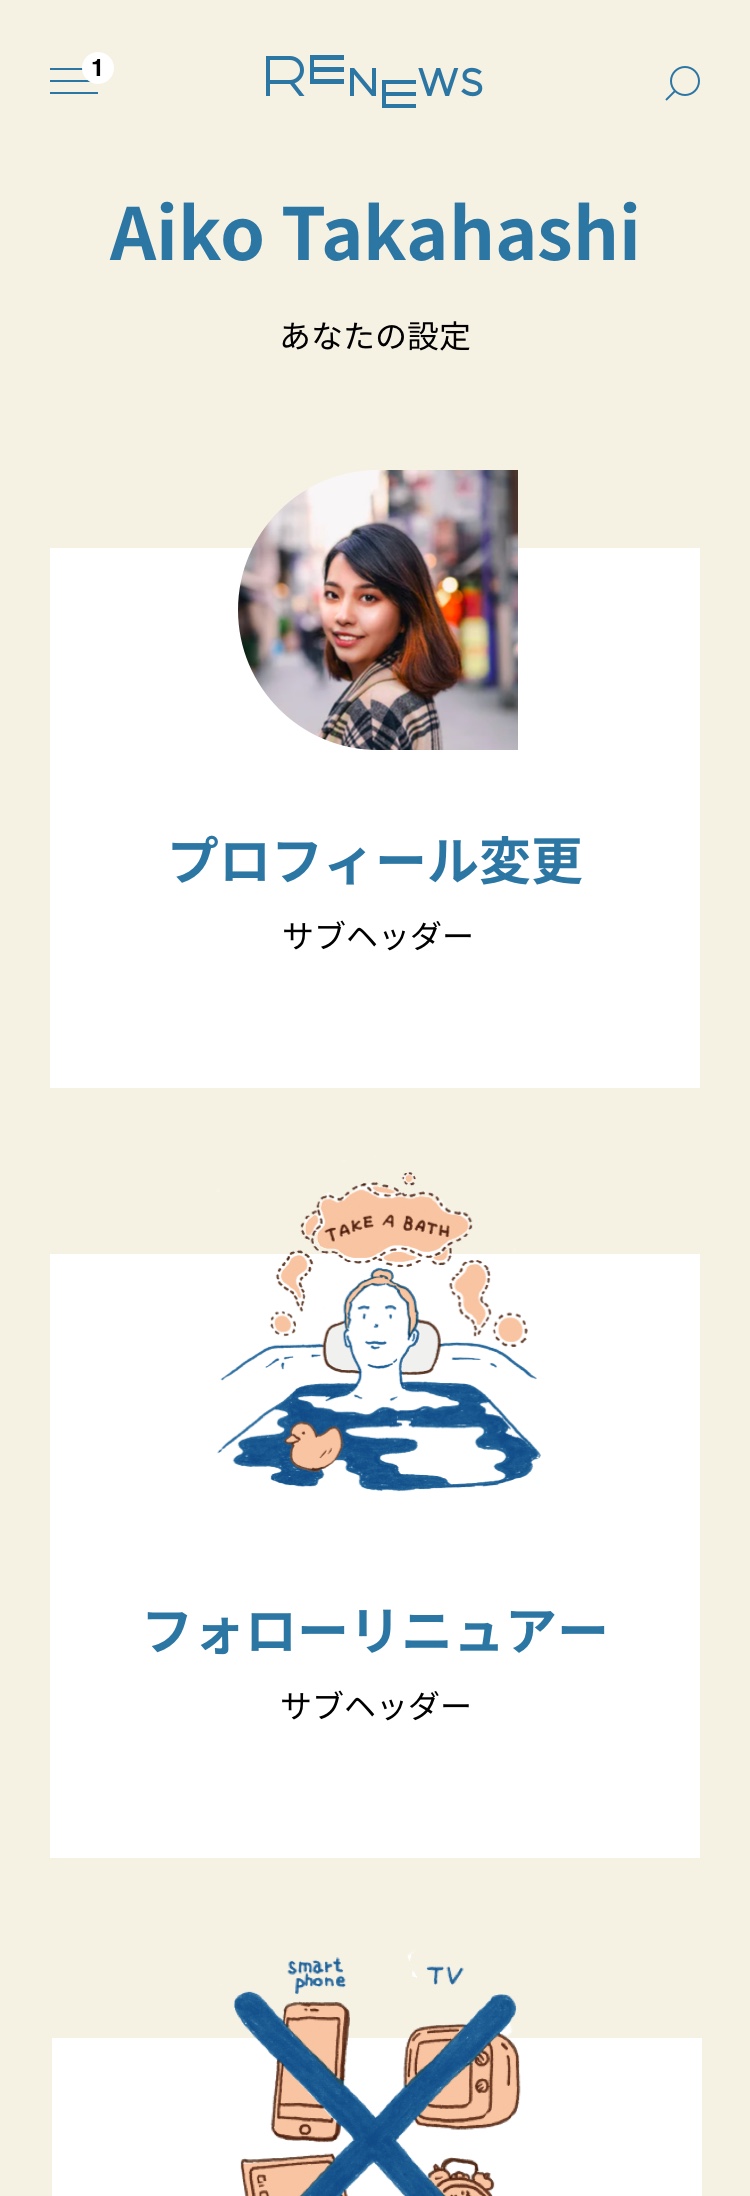 1
RENEWS
Aiko Takahashi
あなたの設定
プロフィール変更
サブヘッダー
TAKE A BATH
フォローリニュアー
サブヘッダー
smart
phone
TV